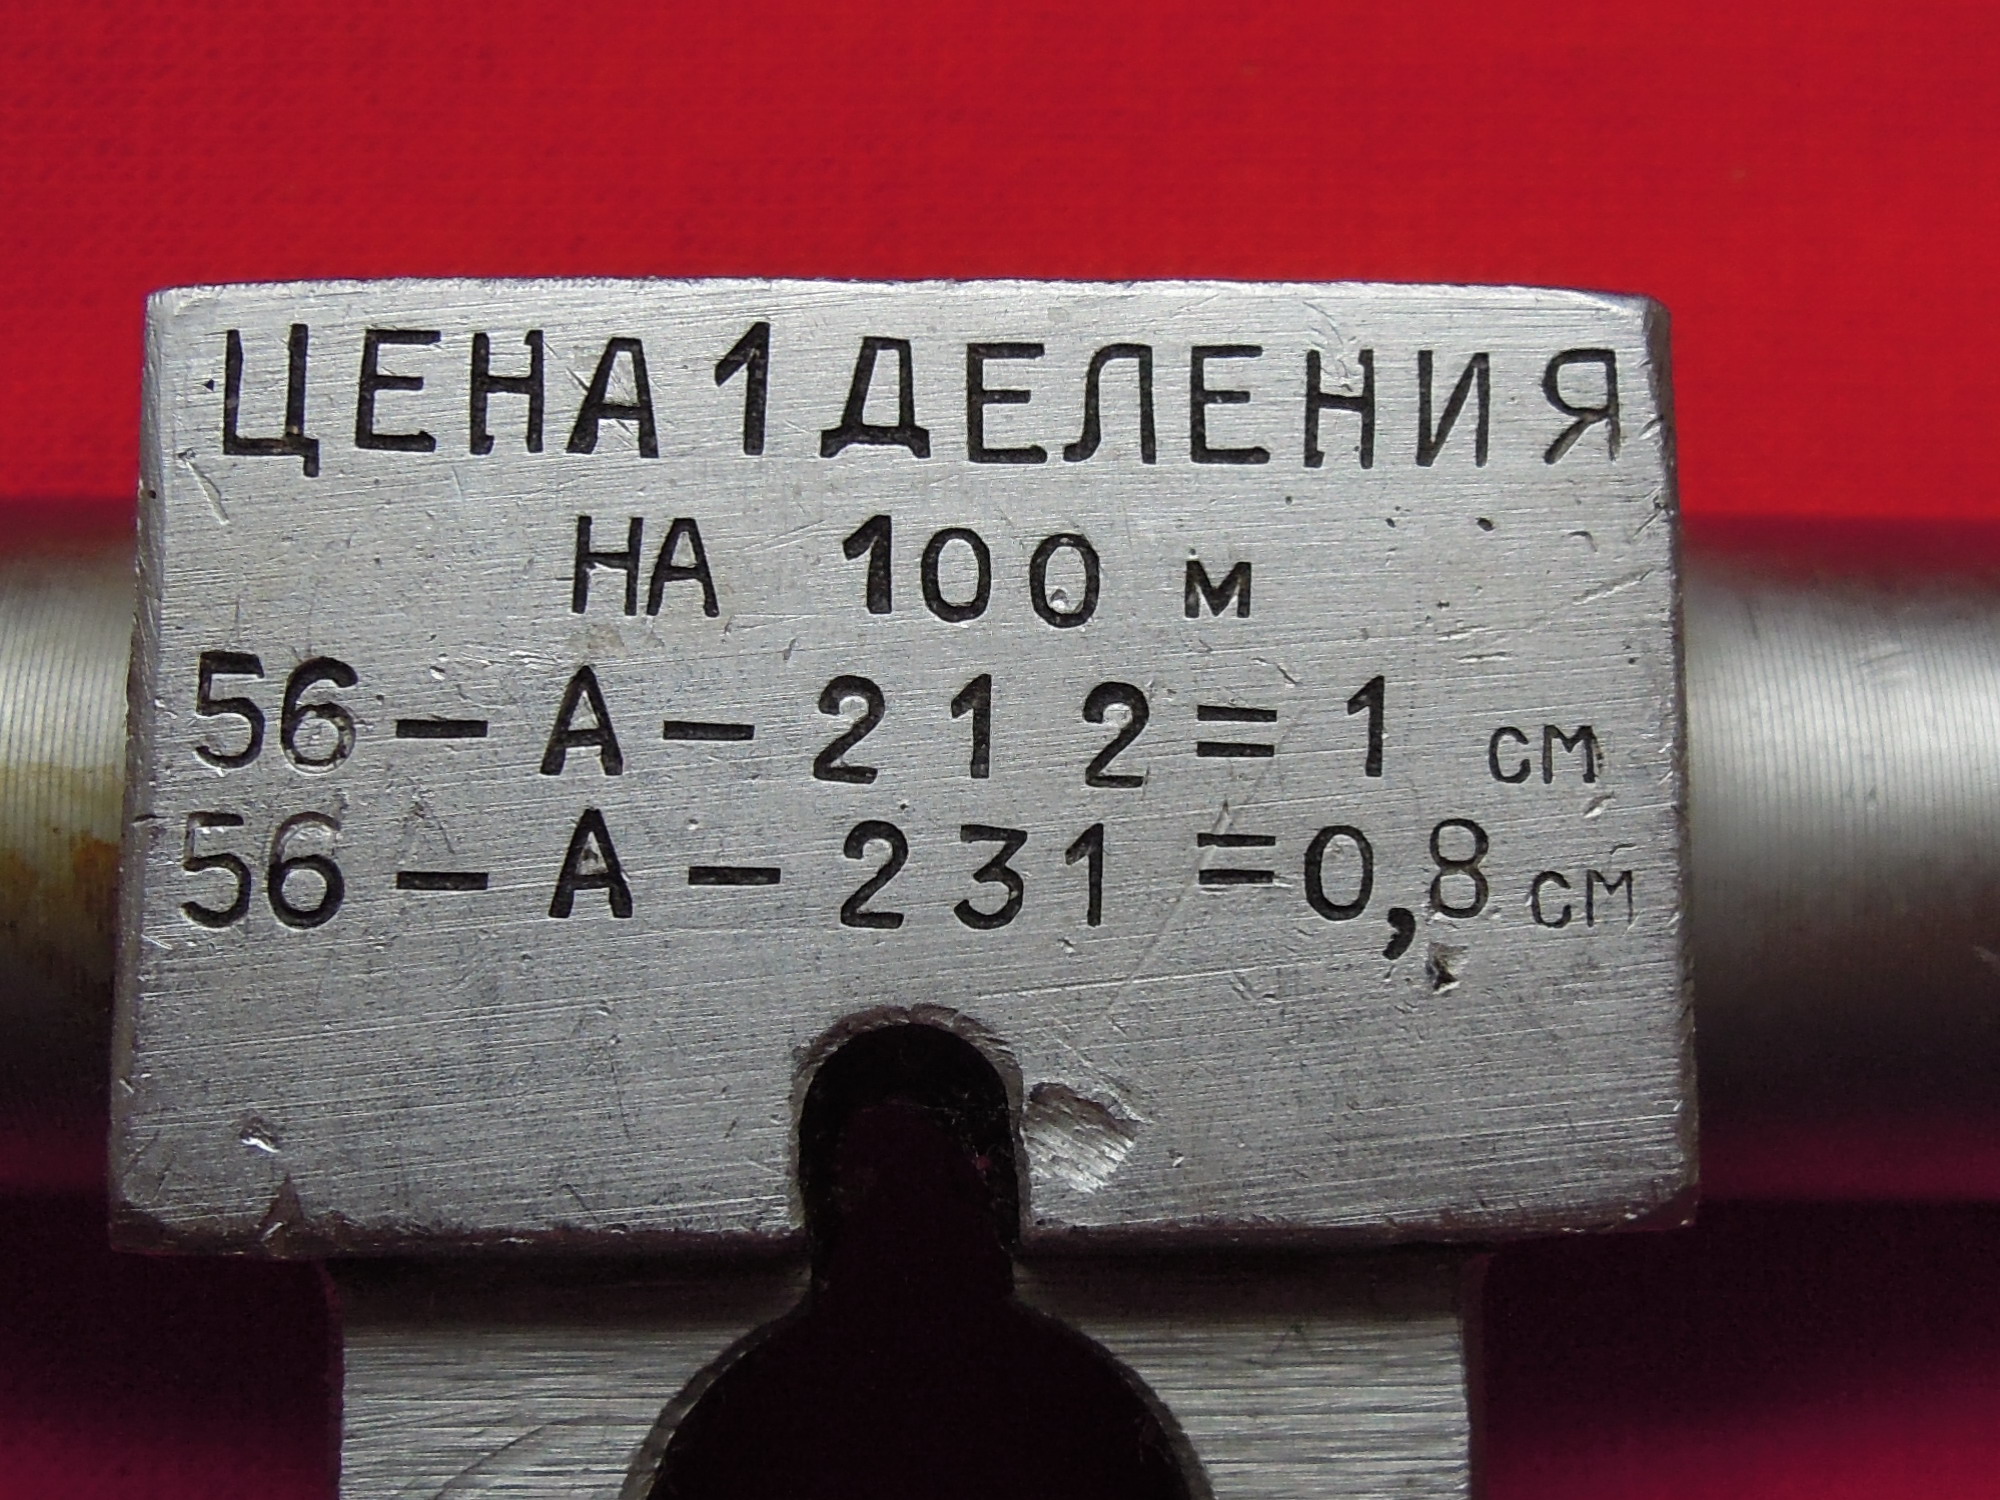 ЦЕНА 1 ДЕЛЕНИЯ
НА 100 м
56-А-212=1 см
56-А-231=0,8 см